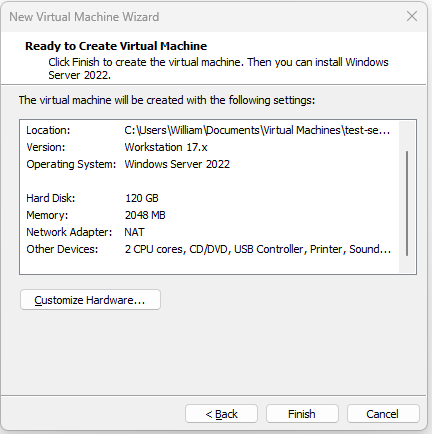 New Virtual Machine Wizard
Ready to Create Virtual Machine
Click Finish to create the virtual machine. Then you can install Windows
Server 2022.
The virtual machine will be created with the following settings:
Location: C:\Users\William\Documents\Virtual Machines\test-se...
Version: Workstation 17.x
Operating System: Windows Server 2022
Hard Disk: 120 GB
Memory: 2048 MB
Network Adapter: NAT
Other Devices: 2 CPU cores, CD/DVD, USB Controller, Printer, Sound...
Customize Hardware...
< Back Finish Cancel